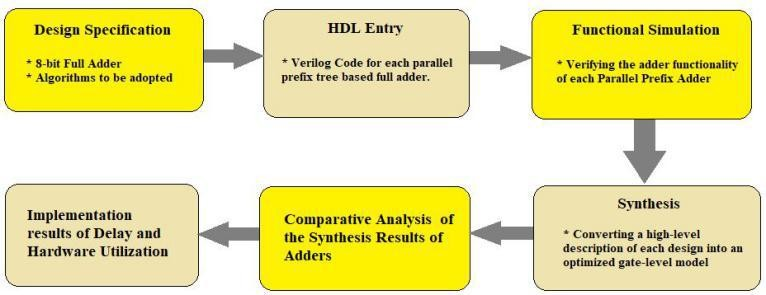 Design Specification
* 8-bit Full Adder
* Algorithms to be adopted
HDL Entry
* Verilog Code for each parallel
prefix tree based full adder.
Functional Simulation
* Verifying the adder functionality
of each Parallel Prefix Adder
Synthesis
* Converting a high-level
description of each design into an
optimized gate-level model
Comparative Analysis of
the Synthesis Results of
Adders
Implementation
results of Delay and
Hardware Utilization